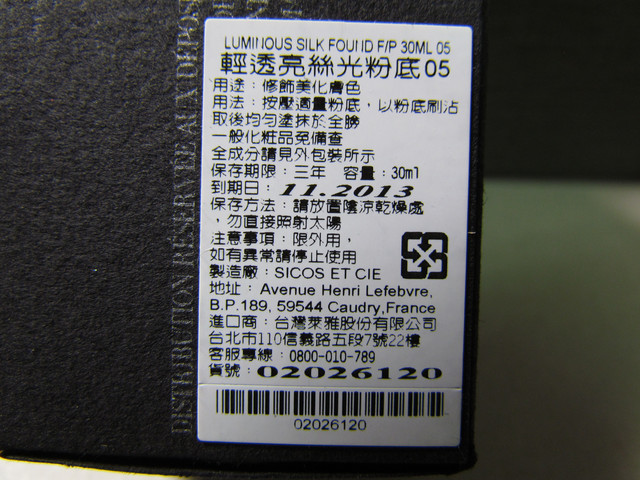 LUMINOUS SILK FOUND F/P 30ML 05
輕透亮絲光粉底05
用途：修飾美化膚色
用法：按壓適量粉底，以粉底刷沾
取後均勻塗抹於全臉
一般化粧品免備查
全成分請見外包裝所示
保存期限：三年 容量：30ml
到期日：11.2013
保存方法：請放置陰涼乾燥處
，勿直接照射太陽
注意事項：限外用，
如有異常請停止使用
製造廠：SICOS ET CIE
地址： Avenue Henri Lefebvre,
B.P.189, 59544 Caudry,France
進口商：台灣萊雅股份有限公司
台北市110信義路五段7號22樓
客服專線：0800-010-789
貨號：02026120
02026120
DISTRIBUTION RESERVEE AUX DEPOS